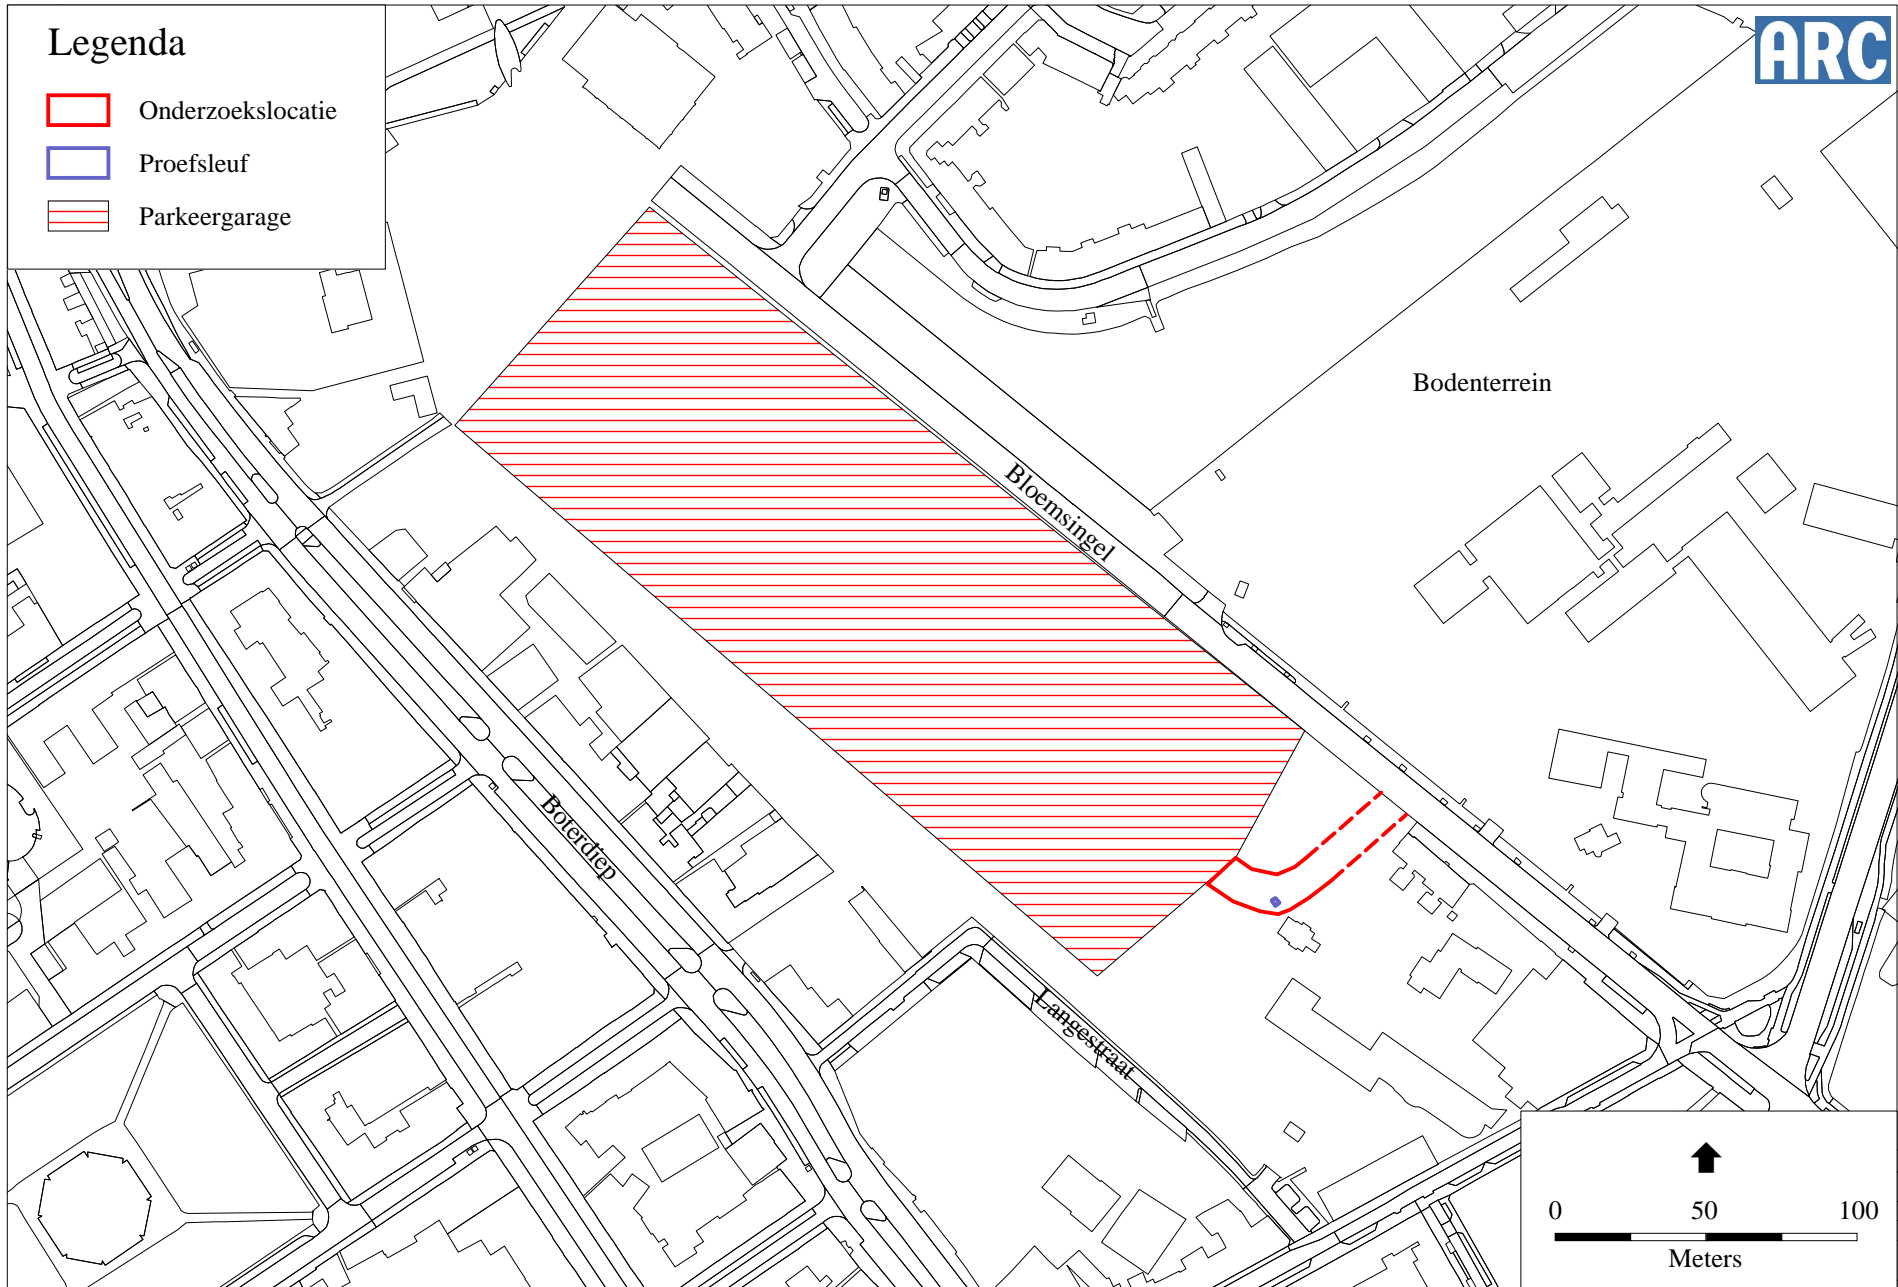 Legenda
Onderzoekslocatie
Proefsleuf
Parkeergarage
ARC
Bodenterrein
Bloemsingel
Boterdiep
Langestraat
0 50 100
Meters